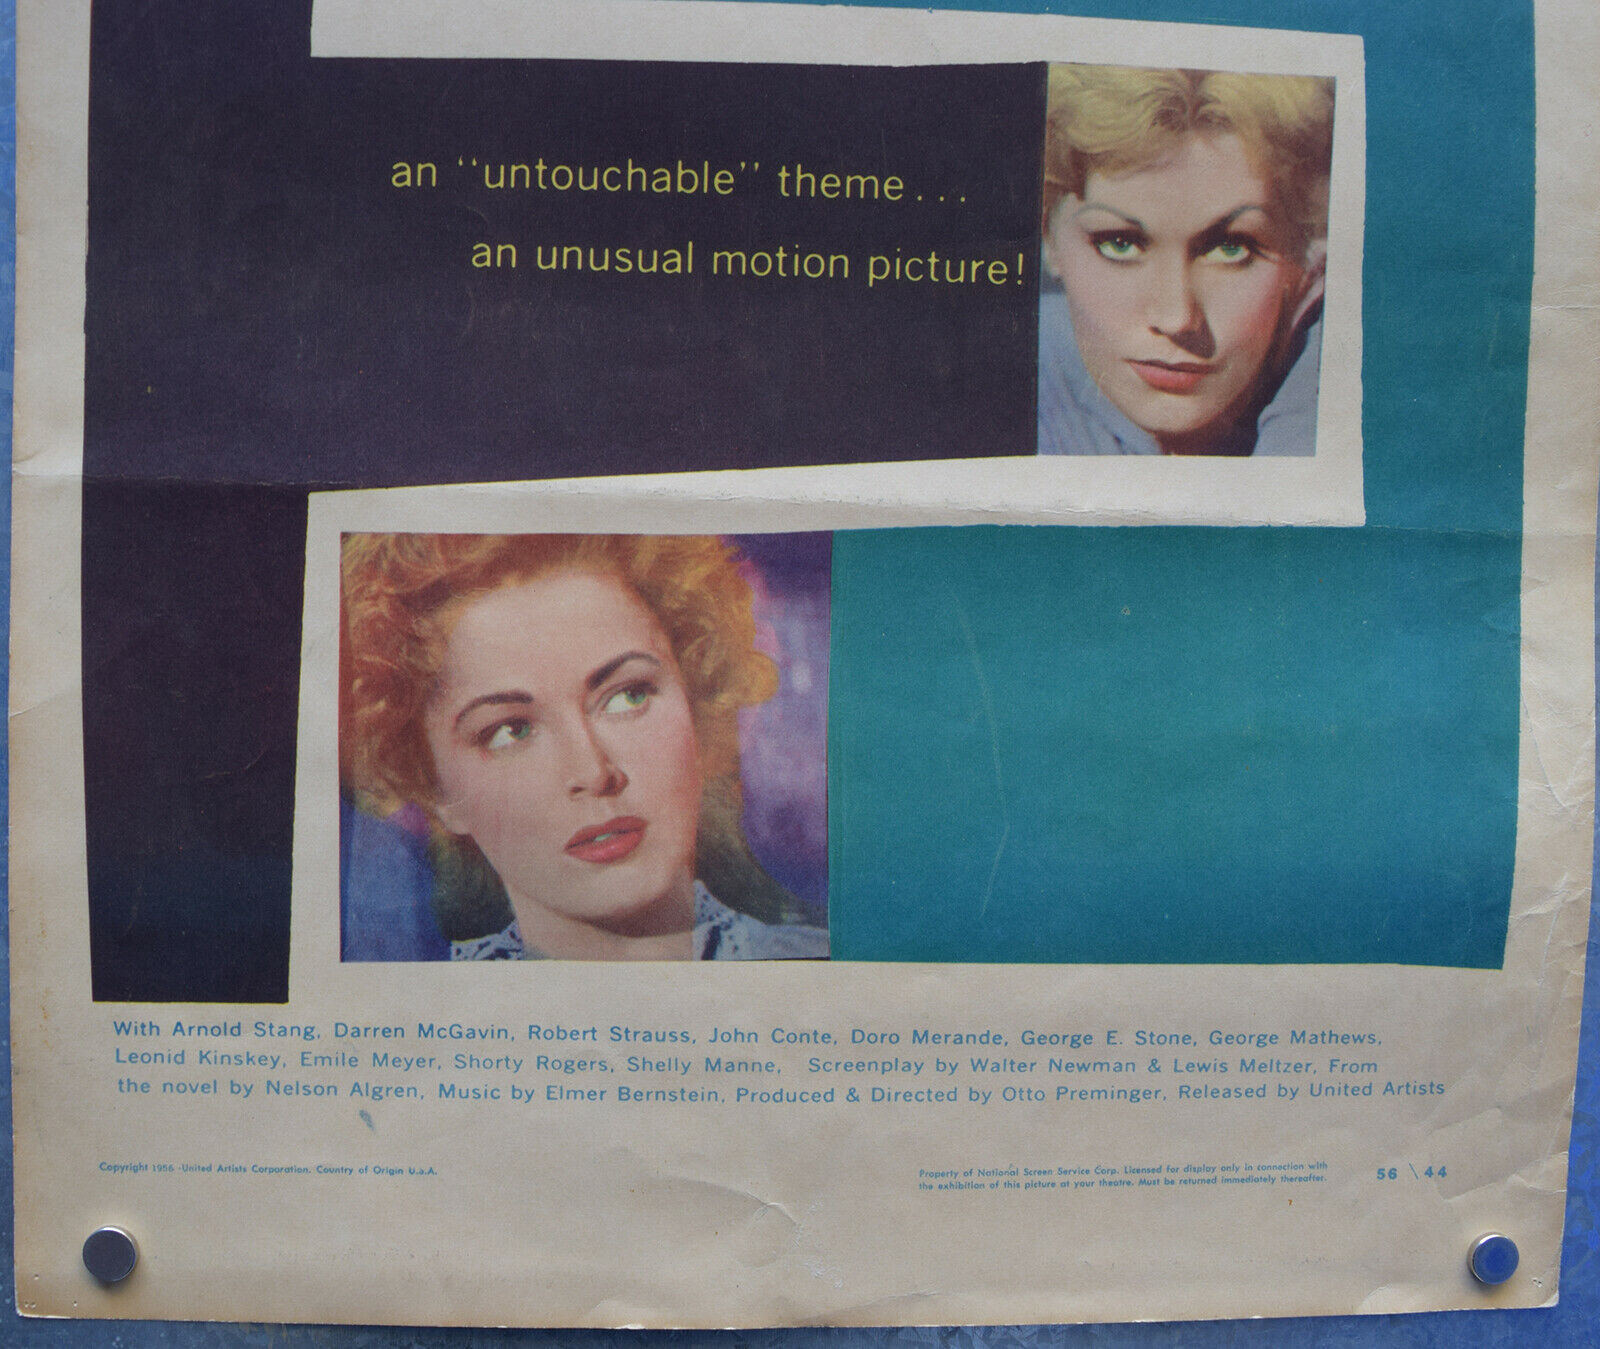 an "untouchable" theme...
an unusual motion picture!
With Arnold Stang, Darren McGavin, Robert Strauss, John Conte, Doro Merande, George E. Stone, George Mathews,
Leonid Kinskey, Emile Meyer, Shorty Rogers, Shelly Manne, Screenplay by Walter Newman & Lewis Meltzer, From
the novel by Nelson Algren, Music by Elmer Bernstein, Produced & Directed by Otto Preminger, Released by United Artists
Copyright 1956 -United Artists Corporation. Country of Origin U.s.A.
Property of National Screen Service Corp. Licensed for display only in connection with
the exhibition of this picture at your theatre. Must be returned immediately thereafter.
56 \ 44